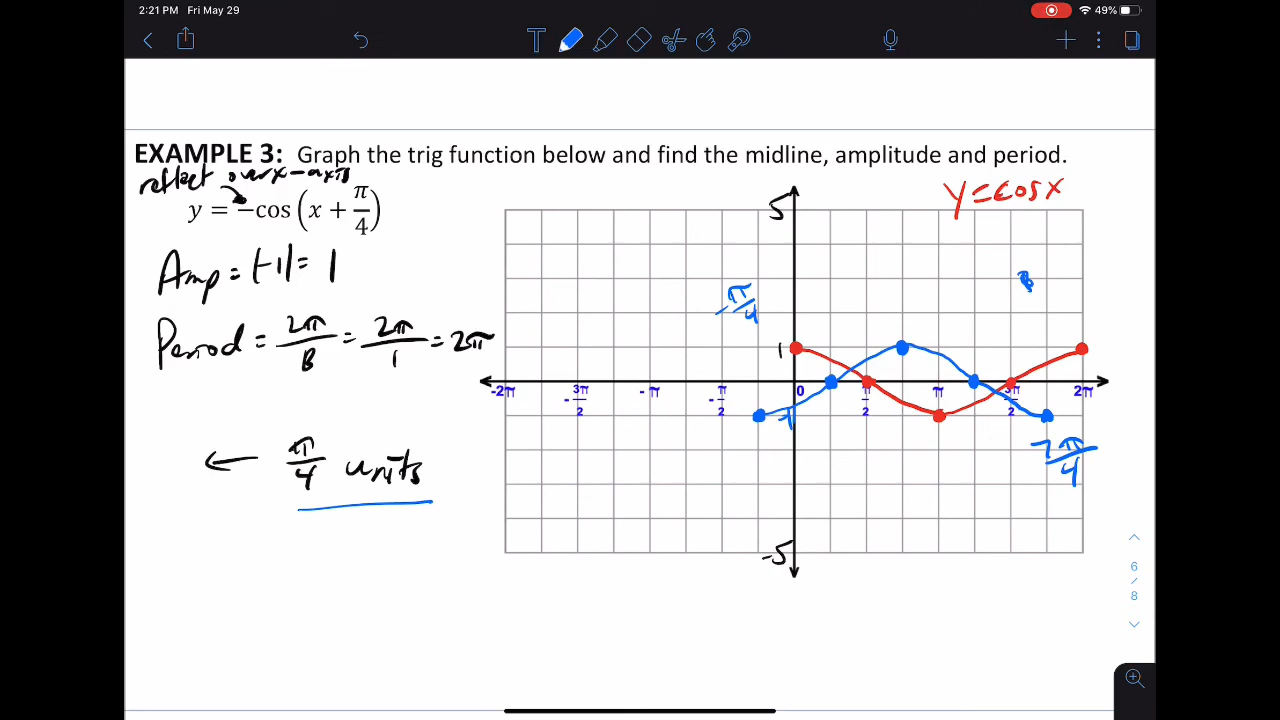 2:21 PM Fri May 29
49%
EXAMPLE 3: Graph the trig function below and find the midline, amplitude and period.
reflect over x-axis
y = −cos(x + π/4)
y = cos x
Amp = |-1| = 1
Period = 2π/B = 2π/1 = 2π
← π/4 units
5
-π/4
1
-2π -3π/2 -π -π/2 0 π/2 π 3π/2 2π
-1
7π/4
-5
6
/
8